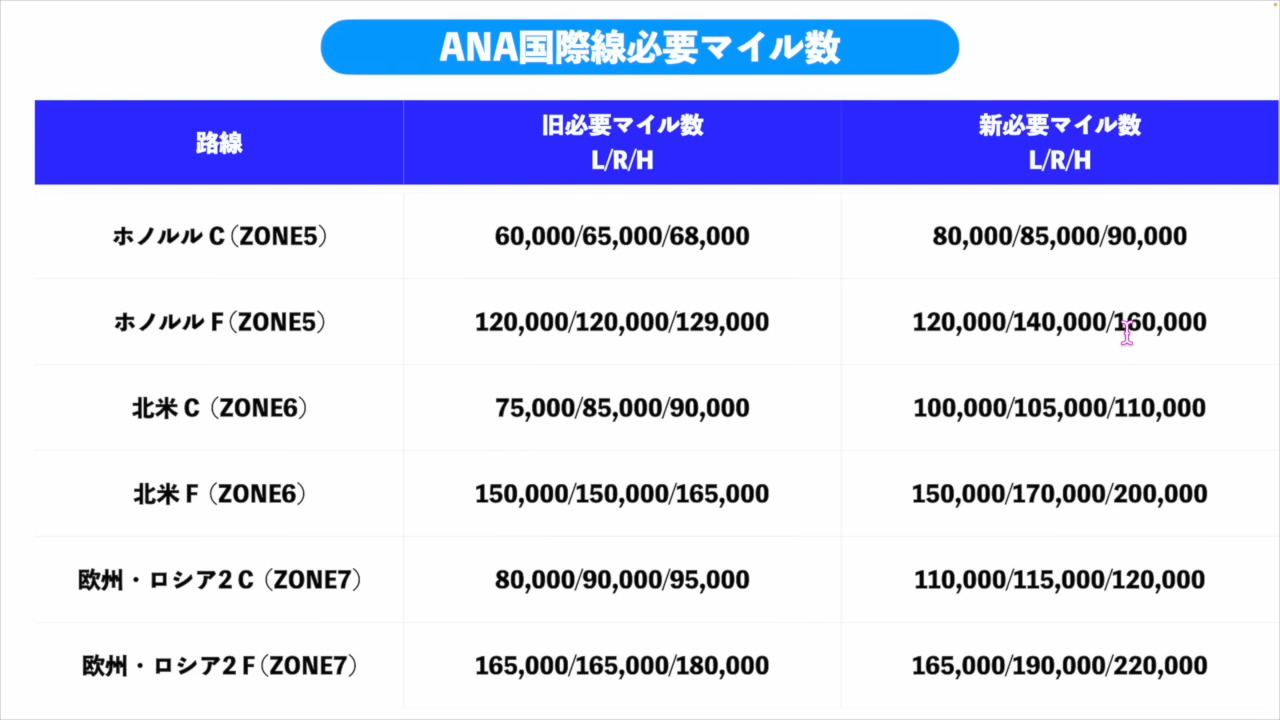 ANA国際線必要マイル数
路線
旧必要マイル数
L/R/H
新必要マイル数
L/R/H
ホノルル C（ZONE5）
60,000/65,000/68,000
80,000/85,000/90,000
ホノルル F（ZONE5）
120,000/120,000/129,000
120,000/140,000/160,000
北米 C （ZONE6）
75,000/85,000/90,000
100,000/105,000/110,000
北米 F （ZONE6）
150,000/150,000/165,000
150,000/170,000/200,000
欧州・ロシア2 C （ZONE7）
80,000/90,000/95,000
110,000/115,000/120,000
欧州・ロシア2 F（ZONE7）
165,000/165,000/180,000
165,000/190,000/220,000